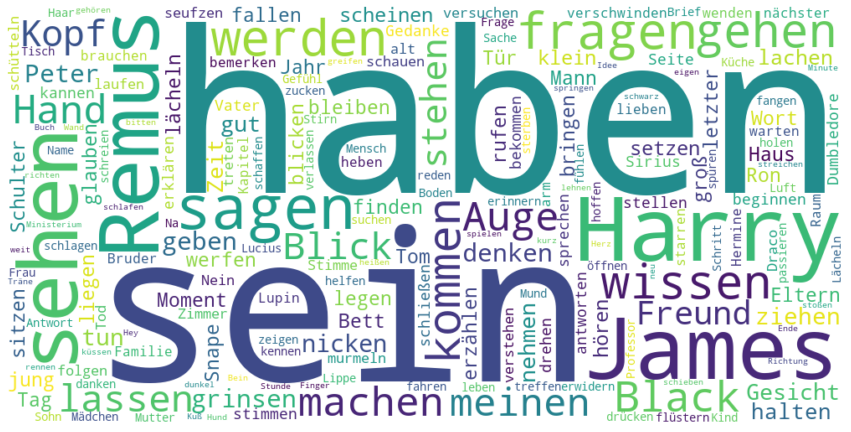 Haar gehören
seufzen fallen scheinen versuchen verschwinden Brief wenden nächster
schütteln Kopf Remus werden Gedanke Frage fragen gehen
Tisch brauchen bemerken alt Sache klein Seite Küche lachen
Peter laufen lächeln Jahr schauen Tür Mann Idee eigen Minute
kannen Gefühl greifen haben stehen springen
Hand zucken bleiben lieben schwarz fangen
Buch Wand Vater Stirn rufen bringen letzter Wort Dumbledore
bitten gut Mensch bekommen sterben setzen groß spüren warten
schreien glauben erklären Zeit treten Kapitel schaffen verlassen blicken heben fühlen Sirius Haus holen
Name sehen reden Boden arm Ron streichen
richten schlafen sagen erinnern lehnen hoffen stellen beginnen Luft
Schulter Ministerium finden suchen Auge sprechen Harry
weit schlagen Na geben Lucius Blick spielen kurz denken starren Raum Hermine Schritt Draco passieren Lächeln
Frau Bruder werfen Stimme heißen Tom kommen Herz öffnen wissen neu
Träne liegen Nein helfen sein schließen Mund Eltern stoßen
sitzen Antwort Tod Moment Lupin legen nehmen antworten Freund ziehen
Hey tun Zimmer Bett erzählen verstehen drehen hören Professor Ende
küssen Familie Snape zeigen kennen nicken James Richtung
rennen folgen dunkel Bein murmeln fahren leben treffen erwidern schieben
jung danken Stunde Finger Lippe Black Gesicht
Tag lassen grinsen machen meinen halten
Sohn Mädchen Mutter stimmen Kuß Hund drücken flüstern Kind